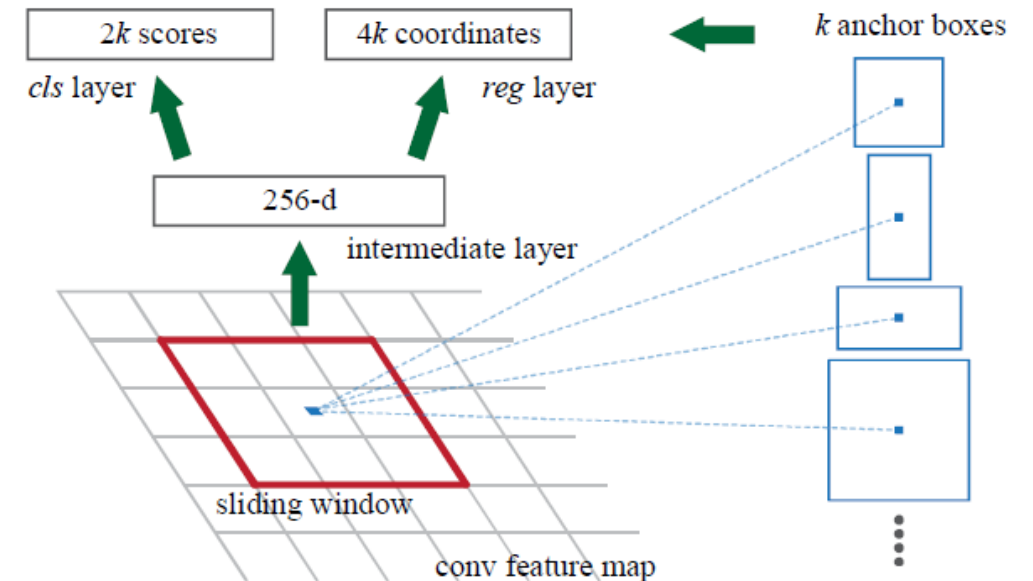 2k scores
4k coordinates
k anchor boxes
cls layer
reg layer
256-d
intermediate layer
sliding window
conv feature map